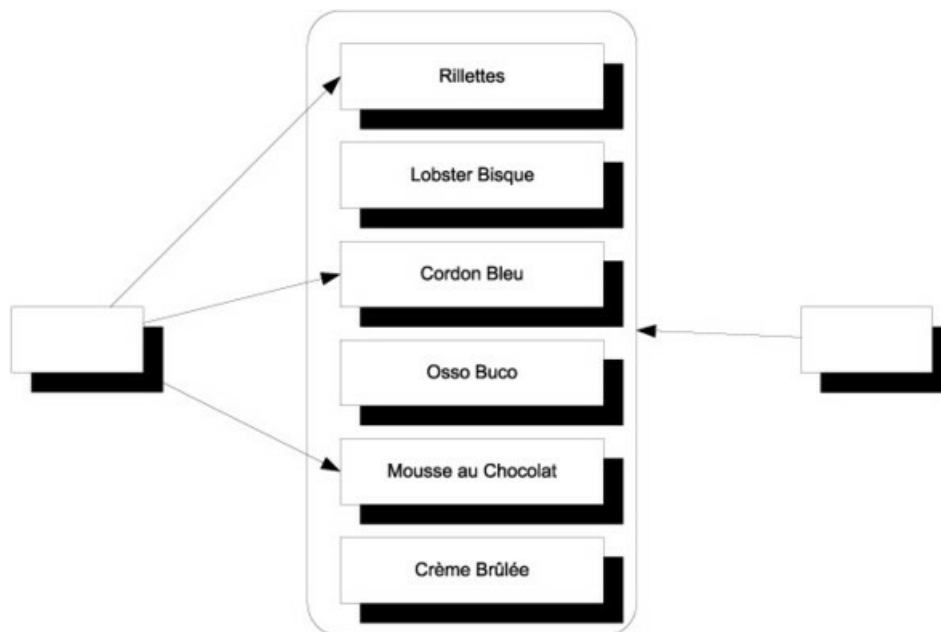 Rillettes
Lobster Bisque
Cordon Bleu
Osso Buco
Mousse au Chocolat
Crème Brûlée